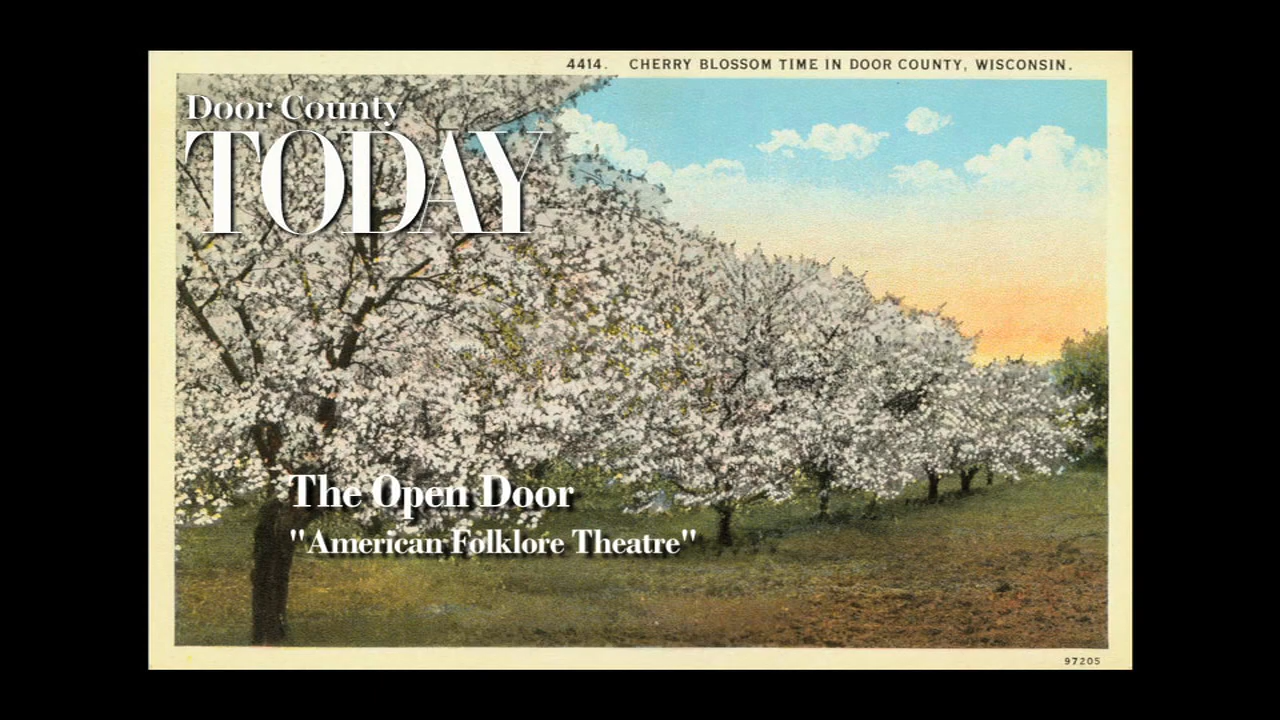 4414. CHERRY BLOSSOM TIME IN DOOR COUNTY, WISCONSIN.
Door County
TODAY
The Open Door
"American Folklore Theatre"
97205